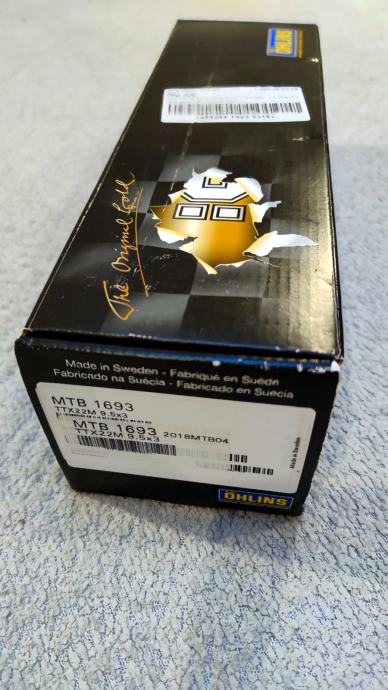 ÖHLINS
The Original Gold
Made in Sweden - Fabriqué en Suède
Fabricado na Suécia - Fabricado en Suecia
MTB 1693
TTX22M 9.5x3
MTB 1693 2018MTB04
TTX22M 9.5x3
Made in Sweden
ÖHLINS